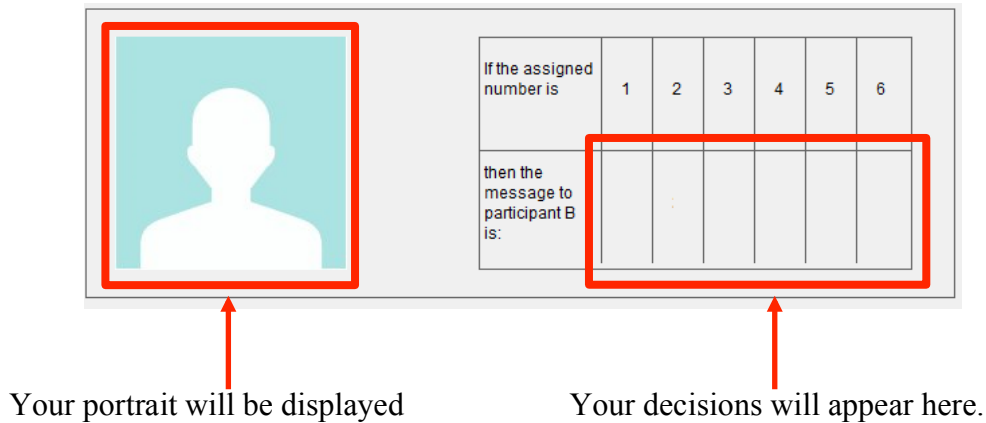 If the assigned
number is
1 2 3 4 5 6
then the
message to
participant B
is:
Your portrait will be displayed
Your decisions will appear here.